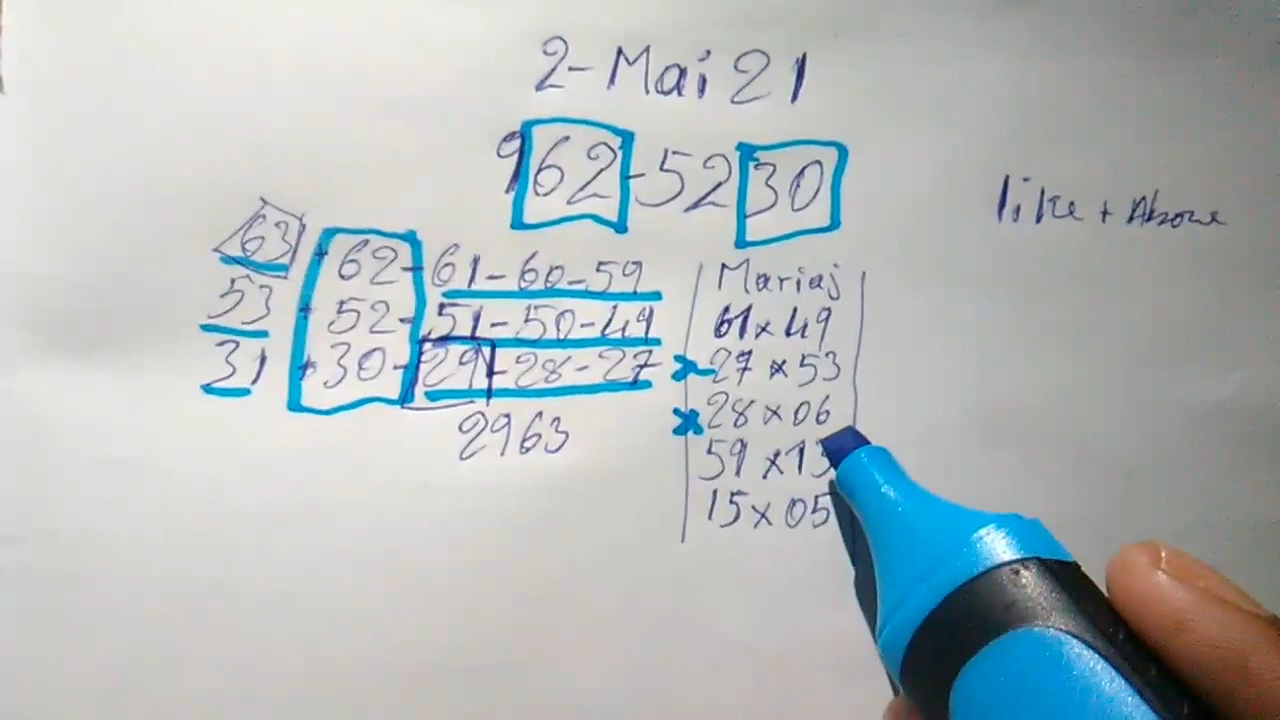 2-Mai 21
962-5230
like + Abone
63 + 62-61-60-59
53 + 52-51-50-49
31 + 30-29-28-27
2963
Mariaj
61x49
27x53
28x06
59x13
15x05